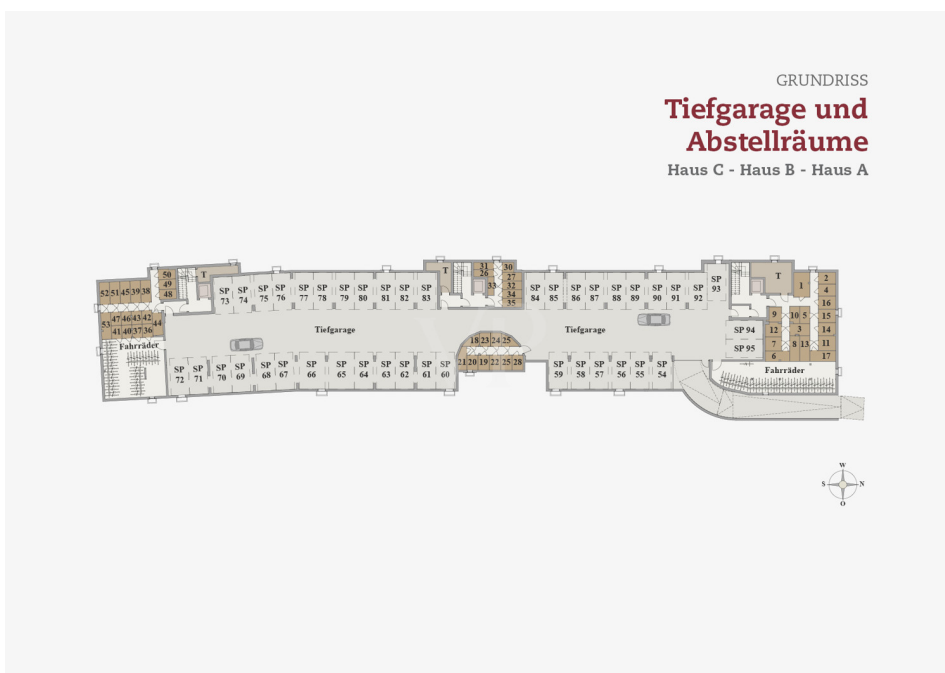 GRUNDRISS
Tiefgarage und
Abstellräume
Haus C - Haus B - Haus A
50
49
48
T
52 51 45 39 38
53
47 46 43 42
41 40 37 36
44
Fahrräder
SP 73
SP 74
SP 75
SP 76
SP 77
SP 78
SP 79
SP 80
SP 81
SP 82
SP 83
T
31
26
33
30
27
32
34
35
SP 84
SP 85
SP 86
SP 87
SP 88
SP 89
SP 90
SP 91
SP 92
SP 93
T
1
2
4
16
15
14
11
17
9
12
7
6
10 5
3
8 13
SP 94
SP 95
Fahrräder
Tiefgarage
Tiefgarage
18 23 24 25
21 20 19 22 25 28
SP 72
SP 71
SP 70
SP 69
SP 68
SP 67
SP 66
SP 65
SP 64
SP 63
SP 62
SP 61
SP 60
SP 59
SP 58
SP 57
SP 56
SP 55
SP 54
W
S
N
O